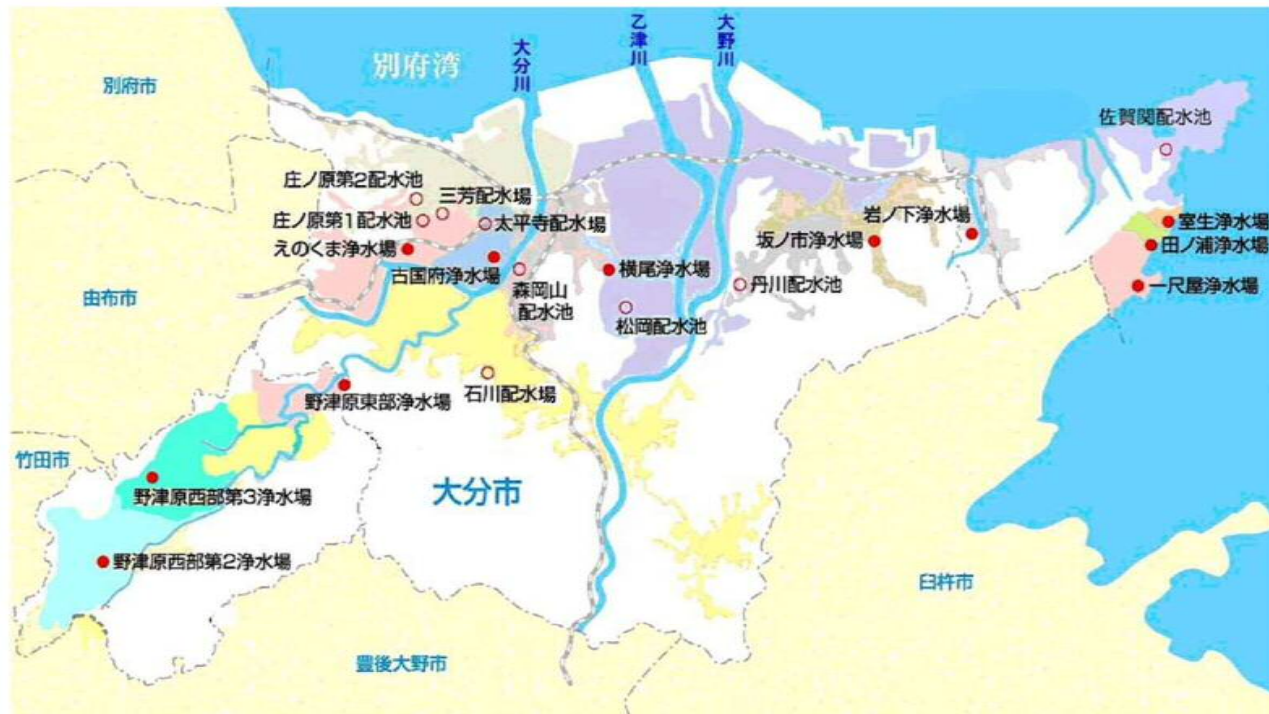 大分川
乙津川
大野川
別府湾
別府市
佐賀関配水池
庄ノ原第2配水池
三芳配水場
庄ノ原第1配水池
太平寺配水場
岩ノ下浄水場
室生浄水場
えのくま浄水場
坂ノ市浄水場
田ノ浦浄水場
古国府浄水場
森岡山
配水池
横尾浄水場
丹川配水池
一尺屋浄水場
由布市
松岡配水池
石川配水場
野津原東部浄水場
竹田市
野津原西部第3浄水場
大分市
野津原西部第2浄水場
臼杵市
豊後大野市